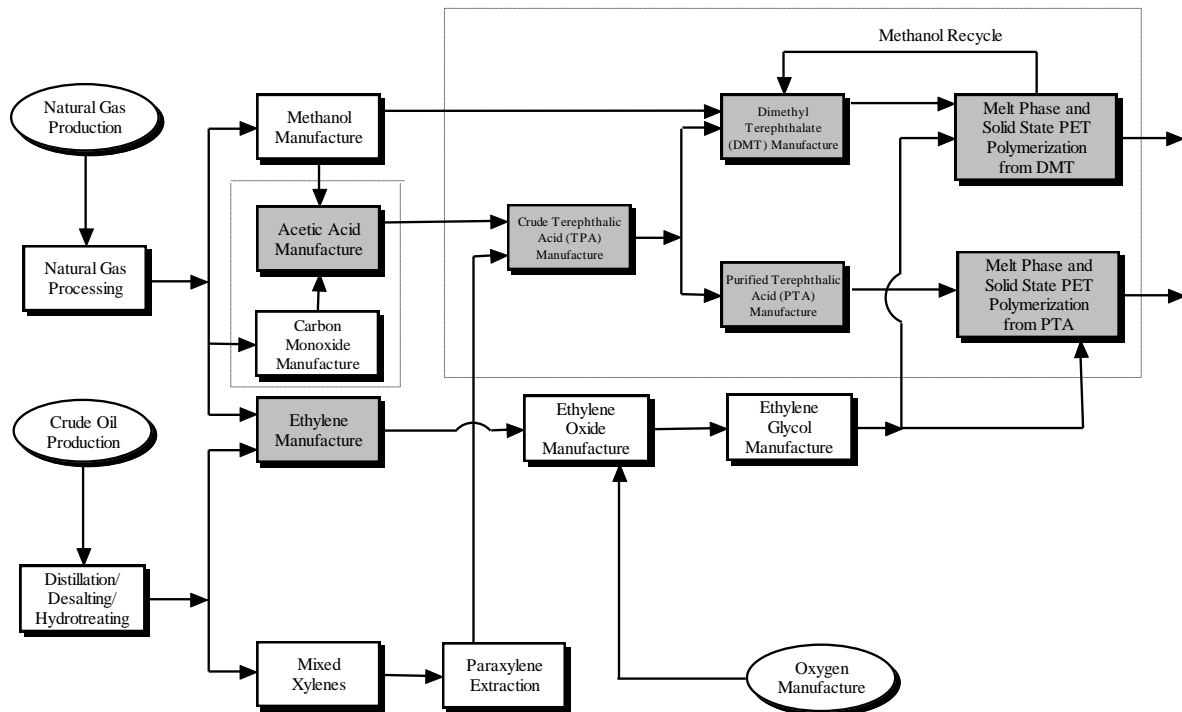 Methanol Recycle
Natural Gas
Production
Methanol
Manufacture
Dimethyl
Terephthalate
(DMT) Manufacture
Melt Phase and
Solid State PET
Polymerization
from DMT
Acetic Acid
Manufacture
Crude Terephthalic
Acid (TPA)
Manufacture
Natural Gas
Processing
Purified Terephthalic
Acid (PTA)
Manufacture
Melt Phase and
Solid State PET
Polymerization
from PTA
Carbon
Monoxide
Manufacture
Crude Oil
Production
Ethylene
Manufacture
Ethylene
Oxide
Manufacture
Ethylene
Glycol
Manufacture
Distillation/
Desalting/
Hydrotreating
Mixed
Xylenes
Paraxylene
Extraction
Oxygen
Manufacture